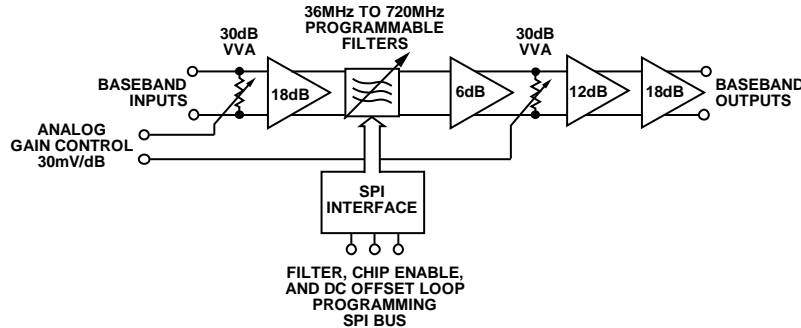 36MHz TO 720MHz
PROGRAMMABLE
FILTERS
30dB
VVA
30dB
VVA
BASEBAND
INPUTS
18dB
6dB
12dB
18dB
BASEBAND
OUTPUTS
ANALOG
GAIN CONTROL
30mV/dB
SPI
INTERFACE
FILTER, CHIP ENABLE,
AND DC OFFSET LOOP
PROGRAMMING
SPI BUS